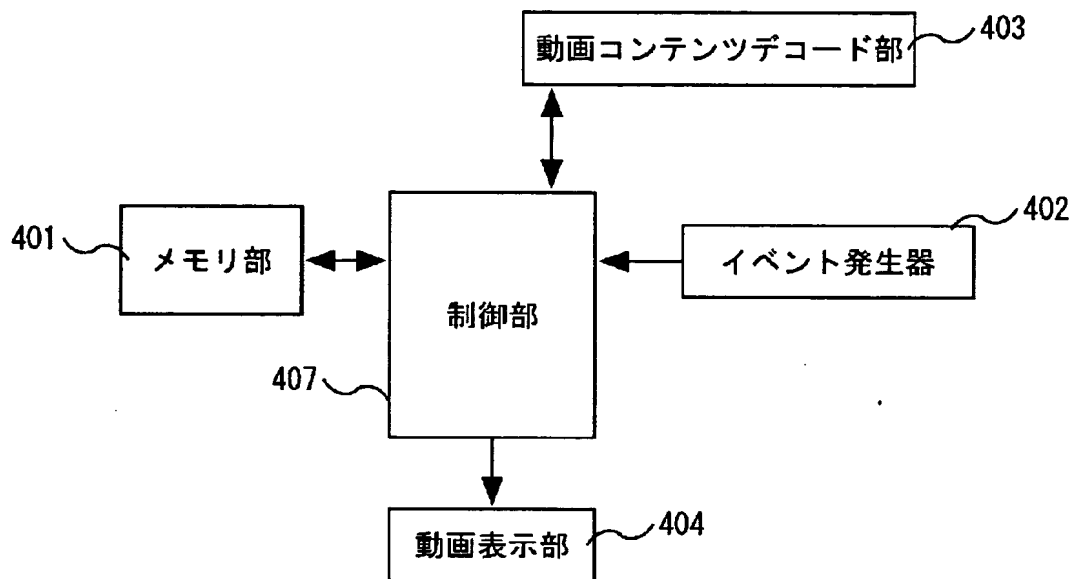 動画コンテンツデコード部
403
401
メモリ部
イベント発生器
402
制御部
407
動画表示部
404